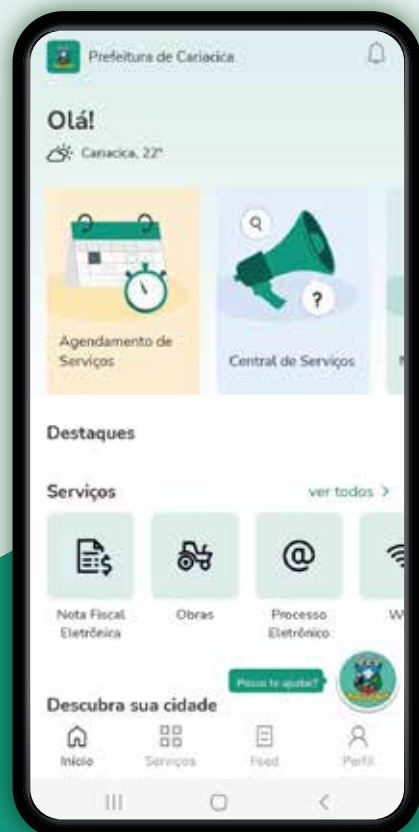 Prefeitura de Cariacica
Olá!
Cariacica, 22°
Agendamento de
Serviços
Central de Serviços
?
Destaques
Serviços
ver todos >
Nota Fiscal
Eletrônica
Obras
Processo
Eletrônico
W
Posso te ajudar?
Descubra sua cidade
Início
Serviços
Feed
Perfil